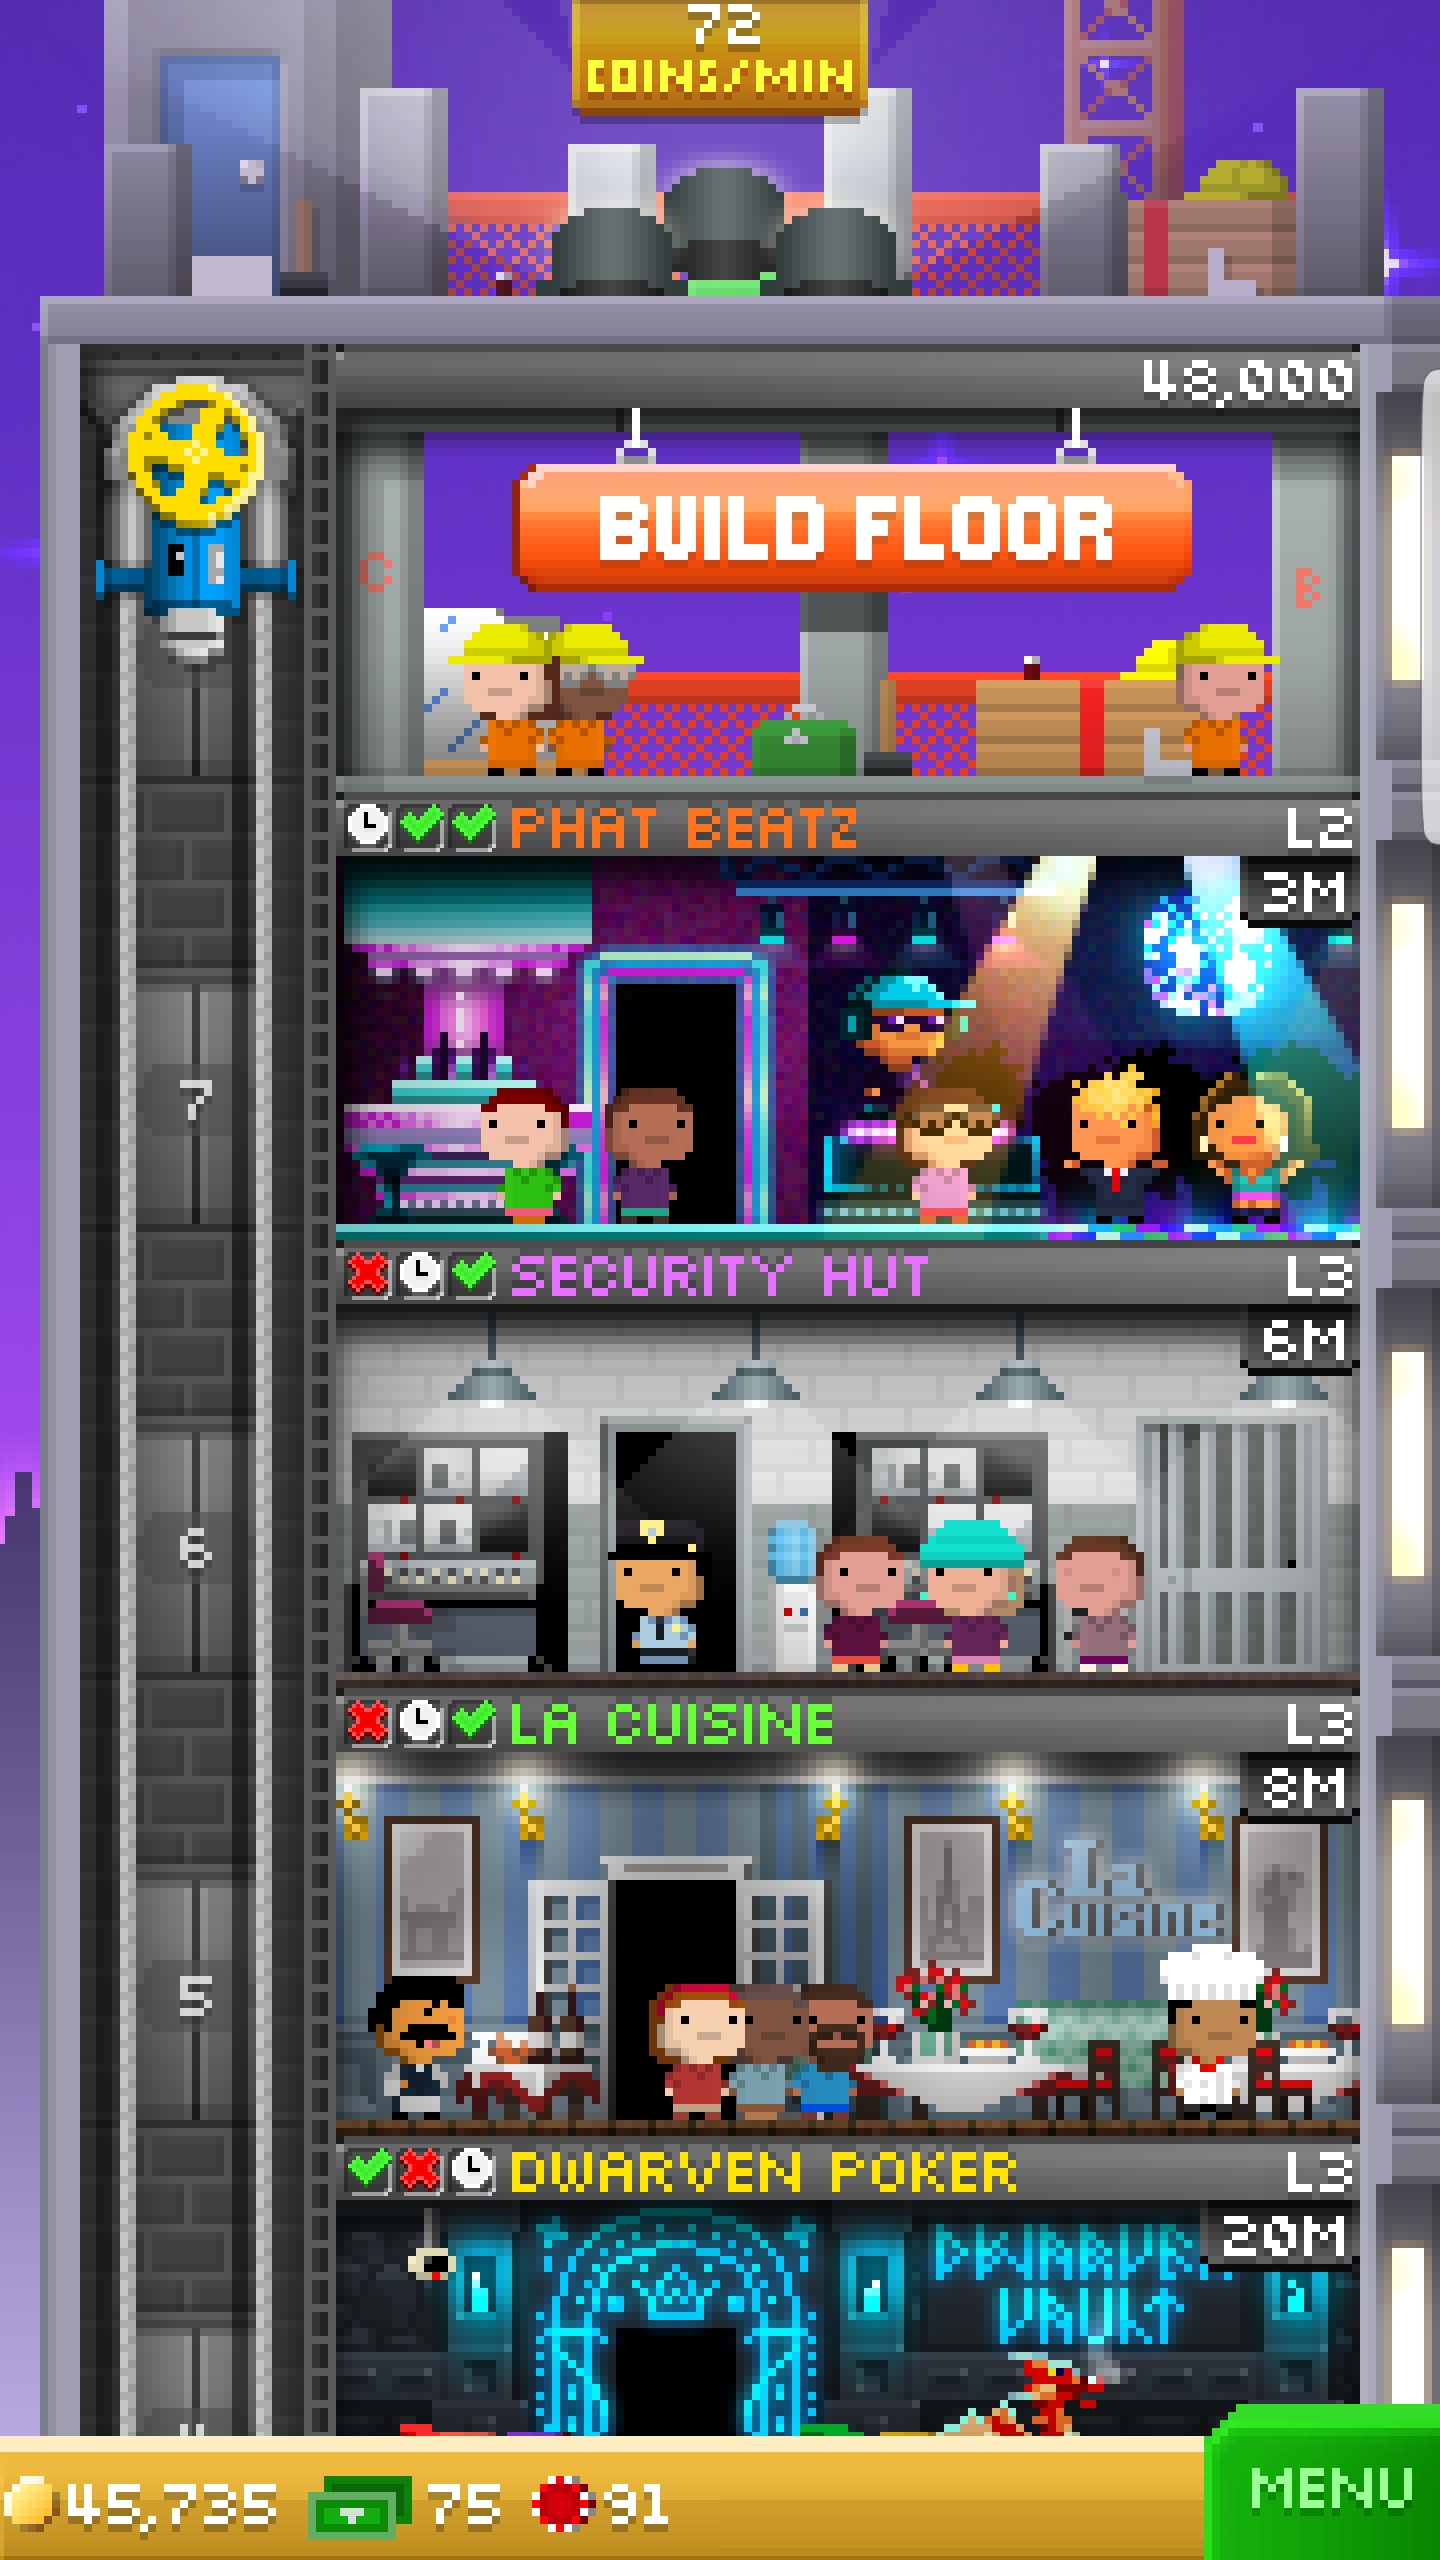 72
COINS/MIN
48,000
BUILD FLOOR
C
B
PHAT BEATZ L2
3M
7
SECURITY HUT L3
6M
6
LA CUISINE L3
8M
La
Cuisine
5
DWARVEN POKER L3
20M
DWARVEN
VAULT
45,735 75 91 MENU